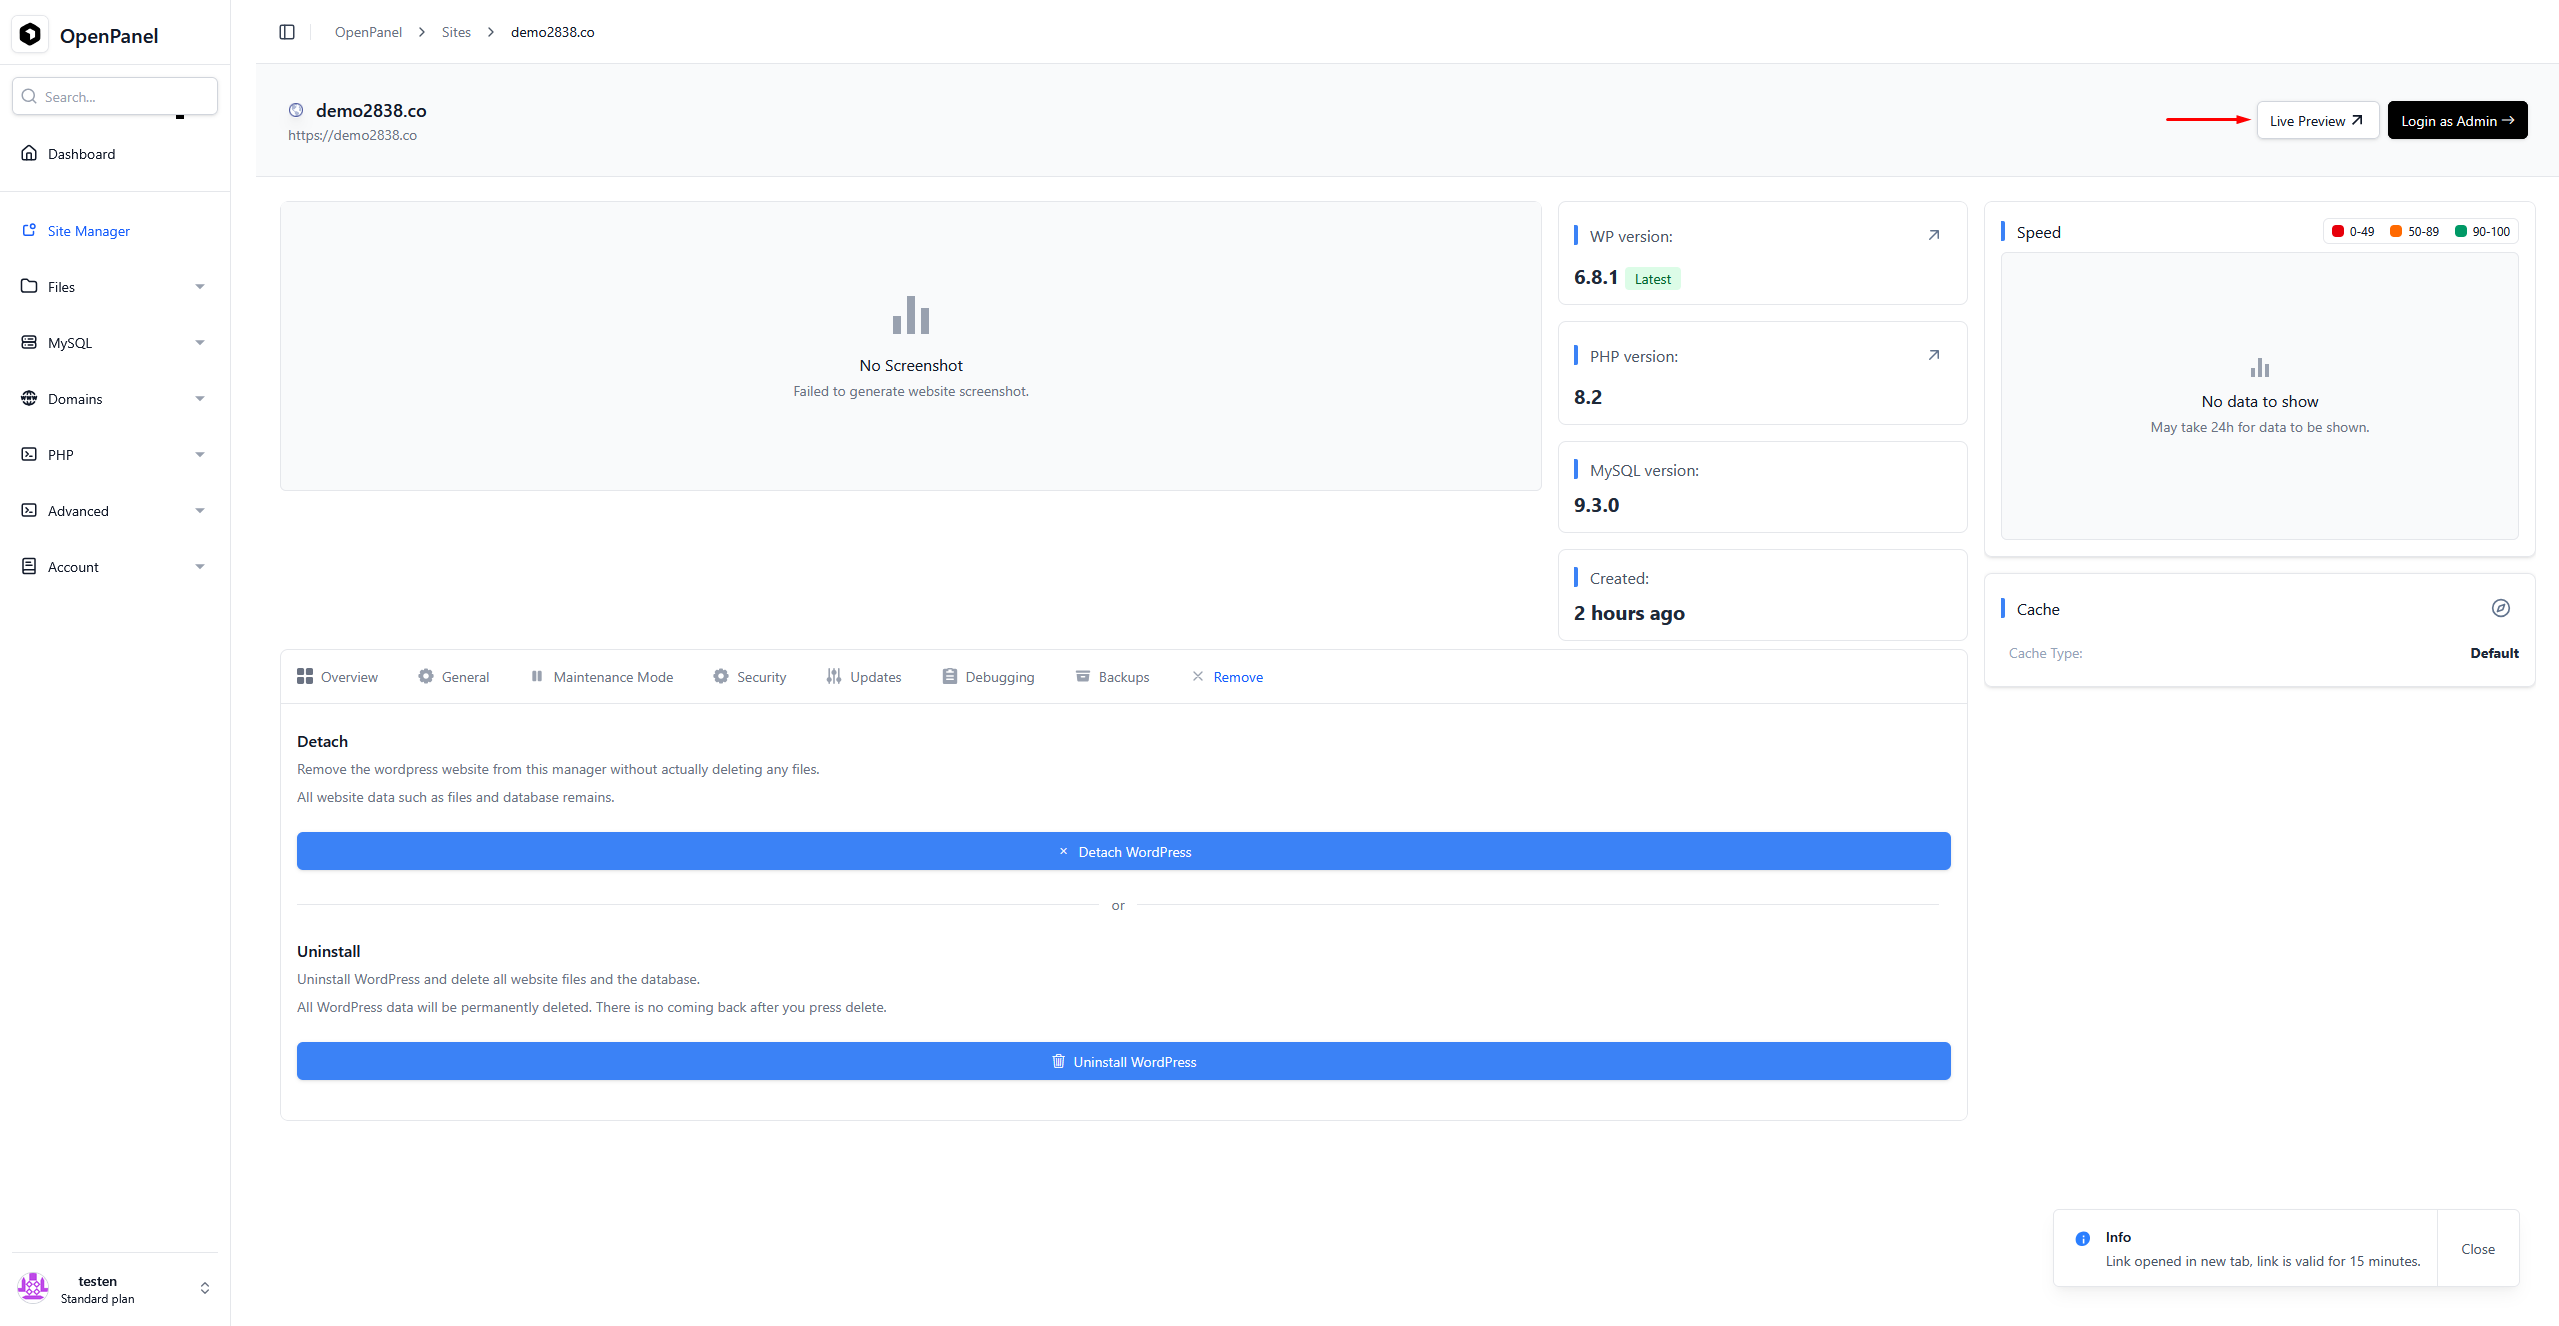 OpenPanel
Search...
Dashboard
Site Manager
Files
MySQL
Domains
PHP
Advanced
Account
testen
Standard plan
OpenPanel > Sites > demo2838.co
demo2838.co
https://demo2838.co
Live Preview
Login as Admin
No Screenshot
Failed to generate website screenshot.
WP version:
6.8.1 Latest
PHP version:
8.2
MySQL version:
9.3.0
Created:
2 hours ago
Speed
0-49 50-89 90-100
No data to show
May take 24h for data to be shown.
Cache
Cache Type: Default
Overview General Maintenance Mode Security Updates Debugging Backups Remove
Detach
Remove the wordpress website from this manager without actually deleting any files.
All website data such as files and database remains.
Detach WordPress
or
Uninstall
Uninstall WordPress and delete all website files and the database.
All WordPress data will be permanently deleted. There is no coming back after you press delete.
Uninstall WordPress
Info
Link opened in new tab, link is valid for 15 minutes.
Close